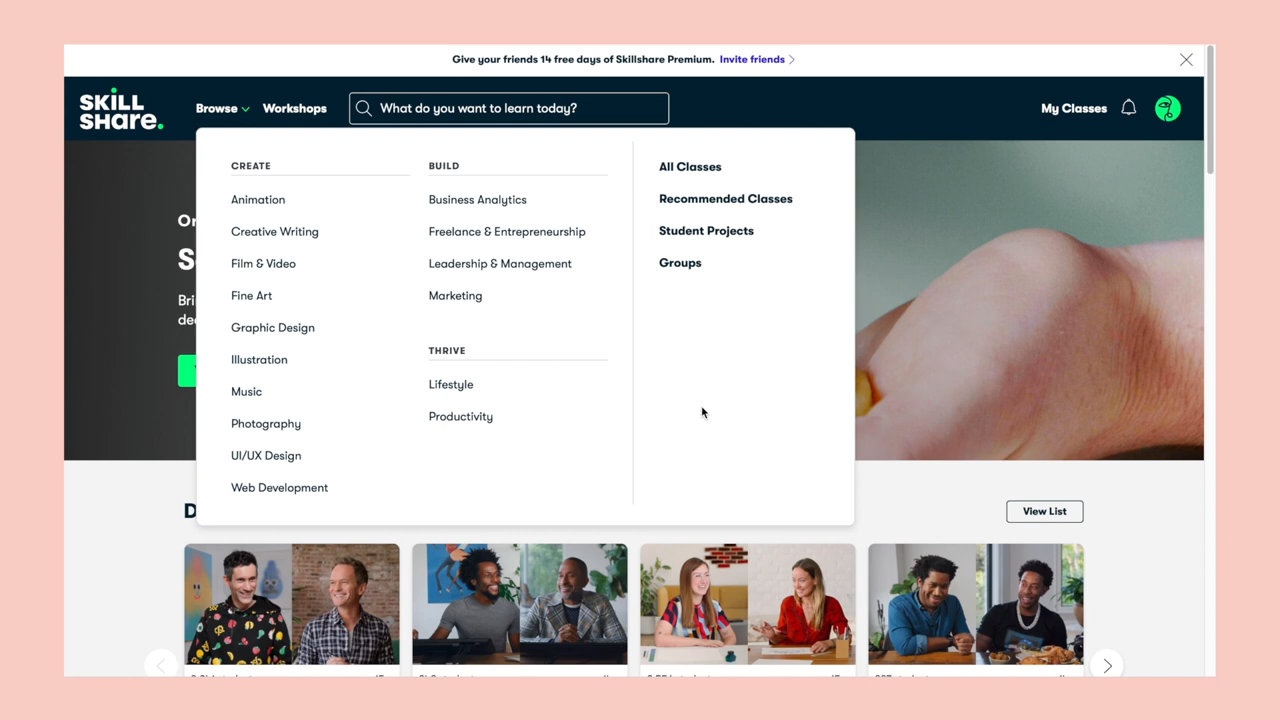 Give your friends 14 free days of Skillshare Premium. Invite friends
SKILL
SHARE.
Browse
Workshops
What do you want to learn today?
My Classes
CREATE
Animation
Creative Writing
Film & Video
Fine Art
Graphic Design
Illustration
Music
Photography
UI/UX Design
Web Development
BUILD
Business Analytics
Freelance & Entrepreneurship
Leadership & Management
Marketing
THRIVE
Lifestyle
Productivity
All Classes
Recommended Classes
Student Projects
Groups
View List